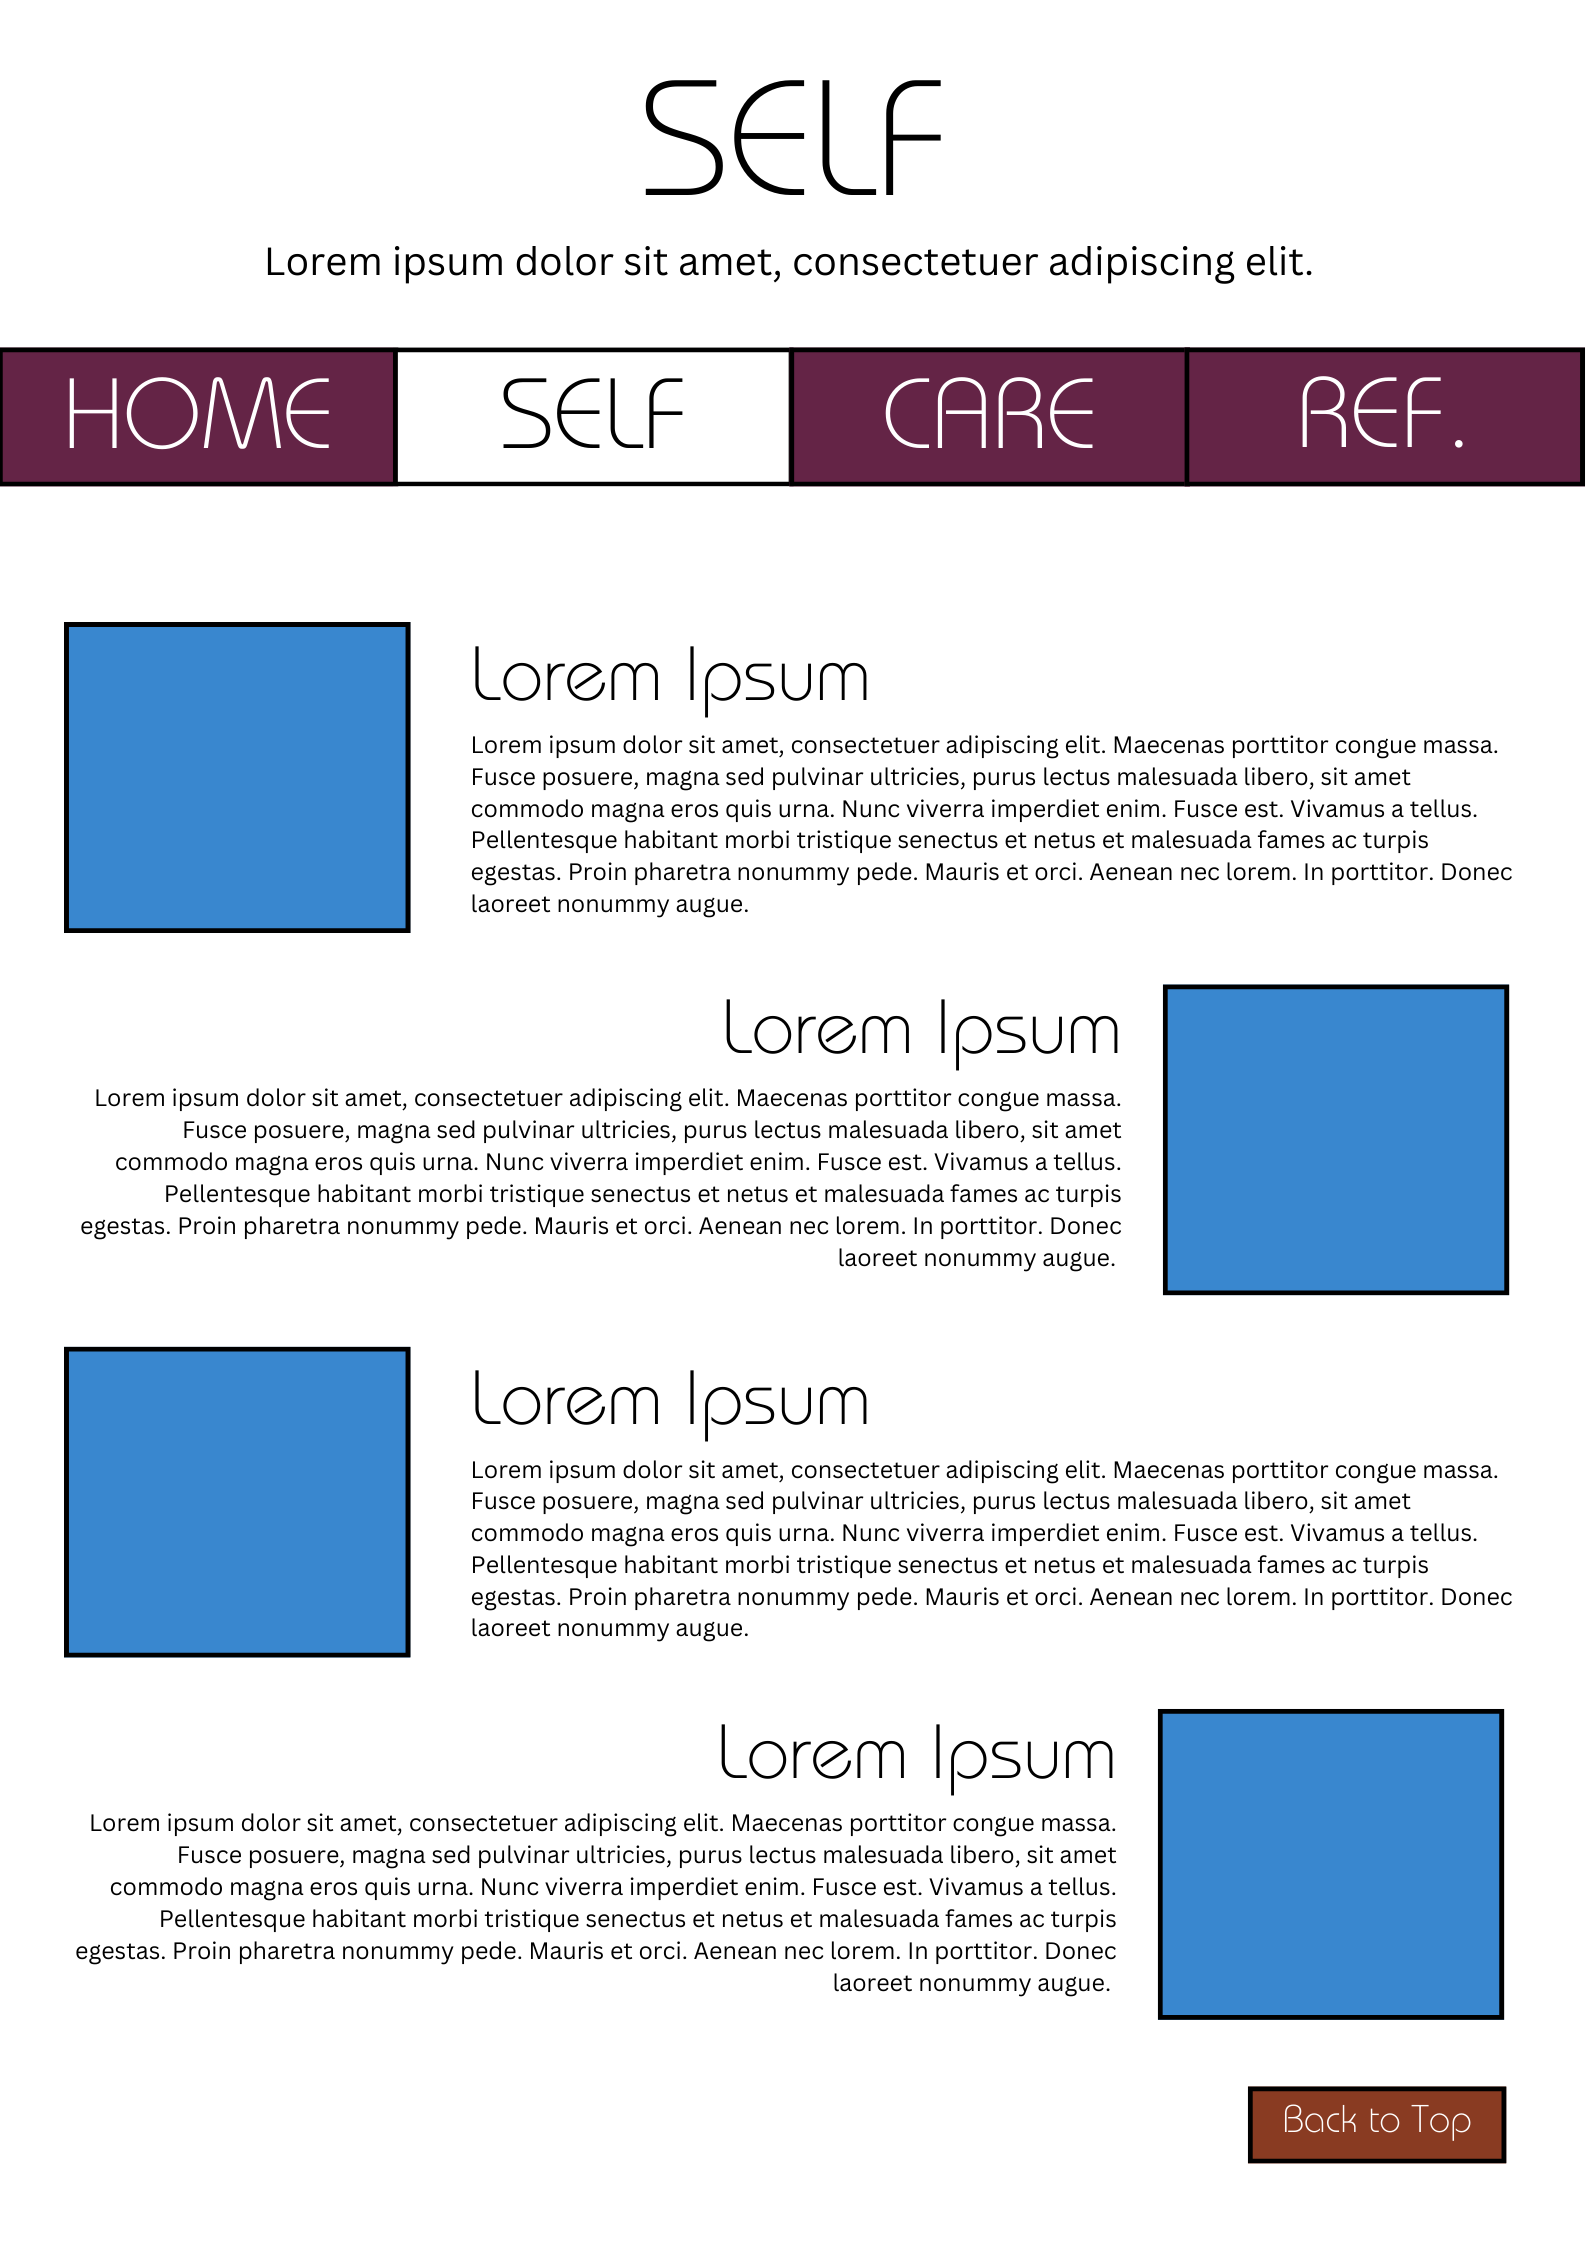 SELF
Lorem ipsum dolor sit amet, consectetuer adipiscing elit.
HOME SELF CARE REF.
Lorem Ipsum
Lorem ipsum dolor sit amet, consectetuer adipiscing elit. Maecenas porttitor congue massa.
Fusce posuere, magna sed pulvinar ultricies, purus lectus malesuada libero, sit amet
commodo magna eros quis urna. Nunc viverra imperdiet enim. Fusce est. Vivamus a tellus.
Pellentesque habitant morbi tristique senectus et netus et malesuada fames ac turpis
egestas. Proin pharetra nonummy pede. Mauris et orci. Aenean nec lorem. In porttitor. Donec
laoreet nonummy augue.
Lorem Ipsum
Lorem ipsum dolor sit amet, consectetuer adipiscing elit. Maecenas porttitor congue massa.
Fusce posuere, magna sed pulvinar ultricies, purus lectus malesuada libero, sit amet
commodo magna eros quis urna. Nunc viverra imperdiet enim. Fusce est. Vivamus a tellus.
Pellentesque habitant morbi tristique senectus et netus et malesuada fames ac turpis
egestas. Proin pharetra nonummy pede. Mauris et orci. Aenean nec lorem. In porttitor. Donec
laoreet nonummy augue.
Lorem Ipsum
Lorem ipsum dolor sit amet, consectetuer adipiscing elit. Maecenas porttitor congue massa.
Fusce posuere, magna sed pulvinar ultricies, purus lectus malesuada libero, sit amet
commodo magna eros quis urna. Nunc viverra imperdiet enim. Fusce est. Vivamus a tellus.
Pellentesque habitant morbi tristique senectus et netus et malesuada fames ac turpis
egestas. Proin pharetra nonummy pede. Mauris et orci. Aenean nec lorem. In porttitor. Donec
laoreet nonummy augue.
Lorem Ipsum
Lorem ipsum dolor sit amet, consectetuer adipiscing elit. Maecenas porttitor congue massa.
Fusce posuere, magna sed pulvinar ultricies, purus lectus malesuada libero, sit amet
commodo magna eros quis urna. Nunc viverra imperdiet enim. Fusce est. Vivamus a tellus.
Pellentesque habitant morbi tristique senectus et netus et malesuada fames ac turpis
egestas. Proin pharetra nonummy pede. Mauris et orci. Aenean nec lorem. In porttitor. Donec
laoreet nonummy augue.
Back to Top